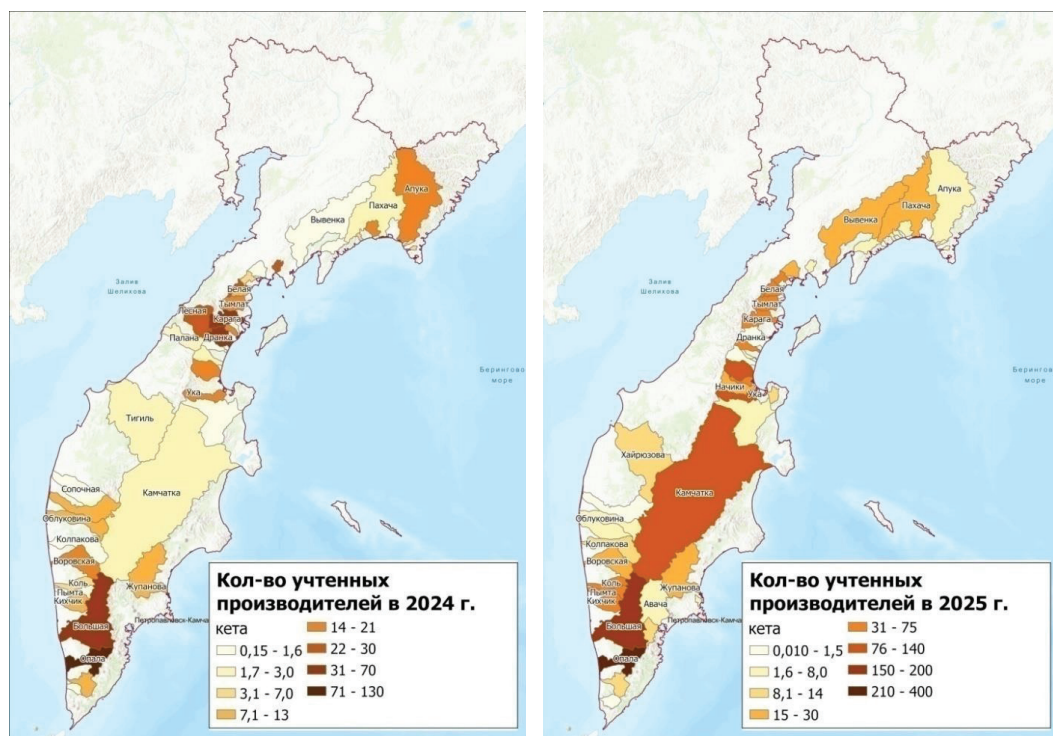 Апука
Пахача
Вывенка
Залив
Шелихова
Белая
Тымлат
Лесная
Карага
Палана
Дранка
Берингово
море
Ука
Тигиль
Камчатка
Сопочная
Облуковина
Колпакова
Воровская
Коль
Пымта
Кихчик
Жупанова
Большая
Опала
Кол-во учтенных
производителей в 2024 г.
кета
0,15 - 1,6
1,7 - 3,0
3,1 - 7,0
7,1 - 13
14 - 21
22 - 30
31 - 70
71 - 130
Апука
Пахача
Вывенка
Залив
Шелихова
Белая
Тымлат
Карага
Дранка
Берингово
море
Начики
Ука
Хайрюзова
Камчатка
Облуковина
Колпакова
Воровская
Коль
Пымта
Кихчик
Жупанова
Авача
Большая
Опала
Кол-во учтенных
производителей в 2025 г.
кета
0,010 - 1,5
1,6 - 8,0
8,1 - 14
15 - 30
31 - 75
76 - 140
150 - 200
210 - 400